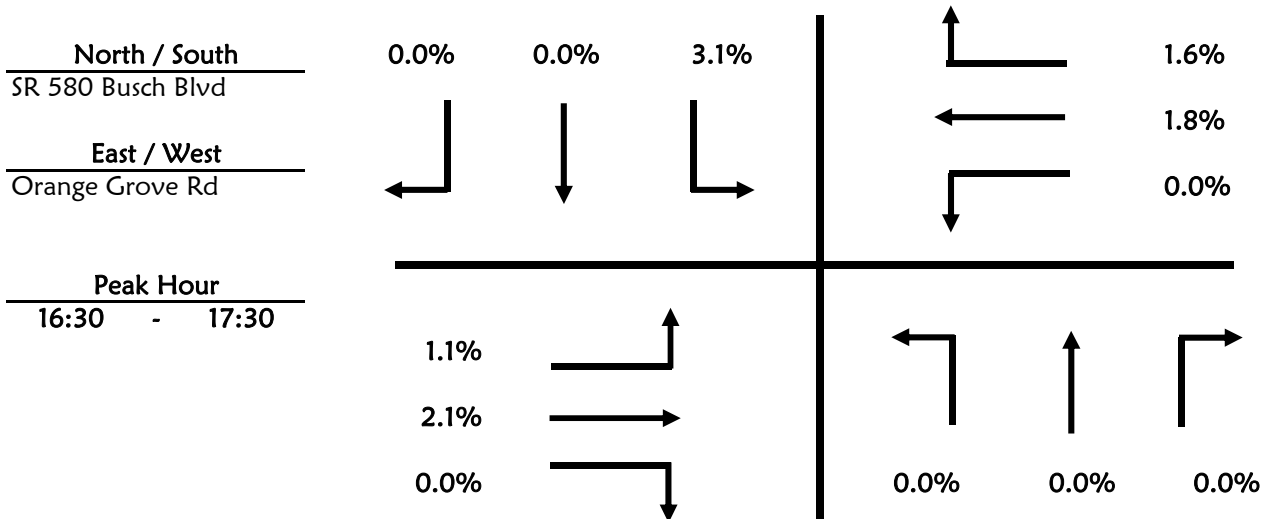 North / South
SR 580 Busch Blvd
East / West
Orange Grove Rd
Peak Hour
16:30 - 17:30
0.0% 0.0% 3.1%
1.6%
1.8%
0.0%
1.1%
2.1%
0.0%
0.0% 0.0% 0.0%